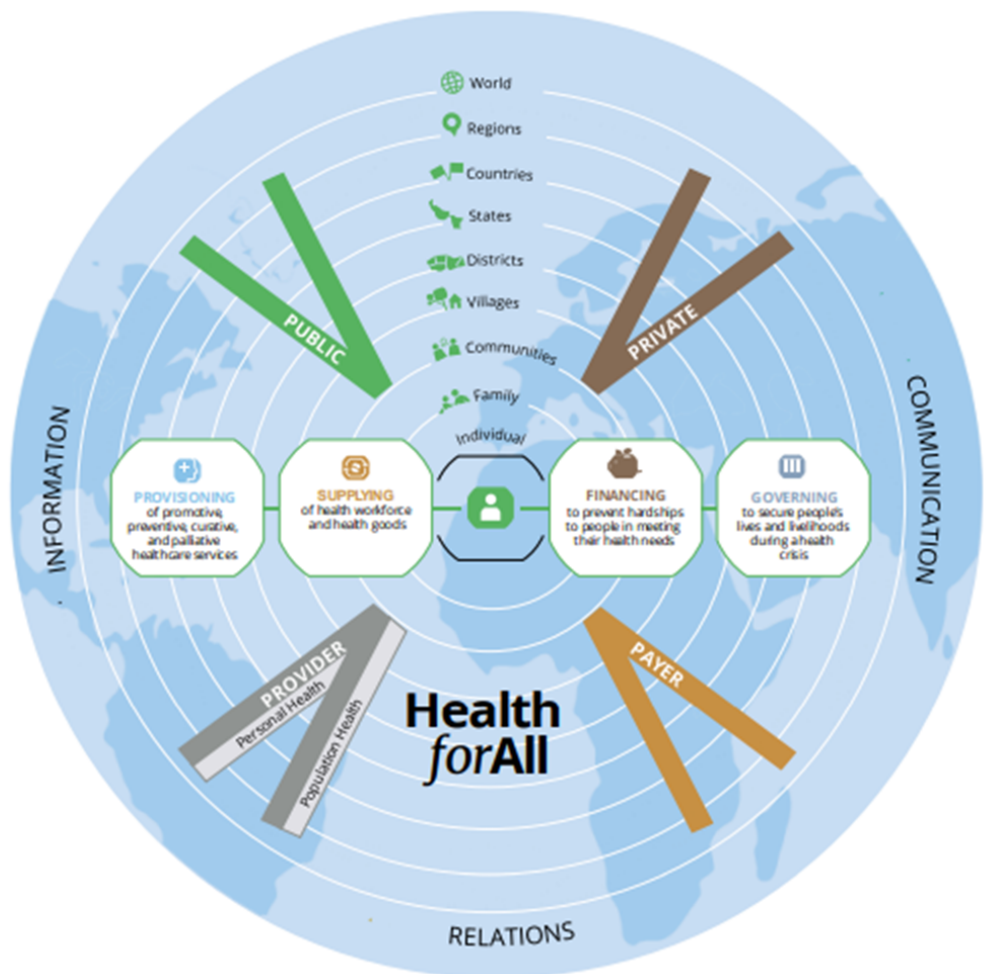 World
Regions
Countries
States
Districts
Villages
Communities
Family
Individual
PUBLIC
PRIVATE
INFORMATION
COMMUNICATION
PROVISIONING
of promotive,
preventive, curative,
and palliative
healthcare services
SUPPLYING
of health workforce
and health goods
FINANCING
to prevent hardships
to people in meeting
their health needs
GOVERNING
to secure people's
lives and livelihoods
during a health
crisis
PROVIDER
Personal Health
Population Health
PAYER
Health
forAll
RELATIONS